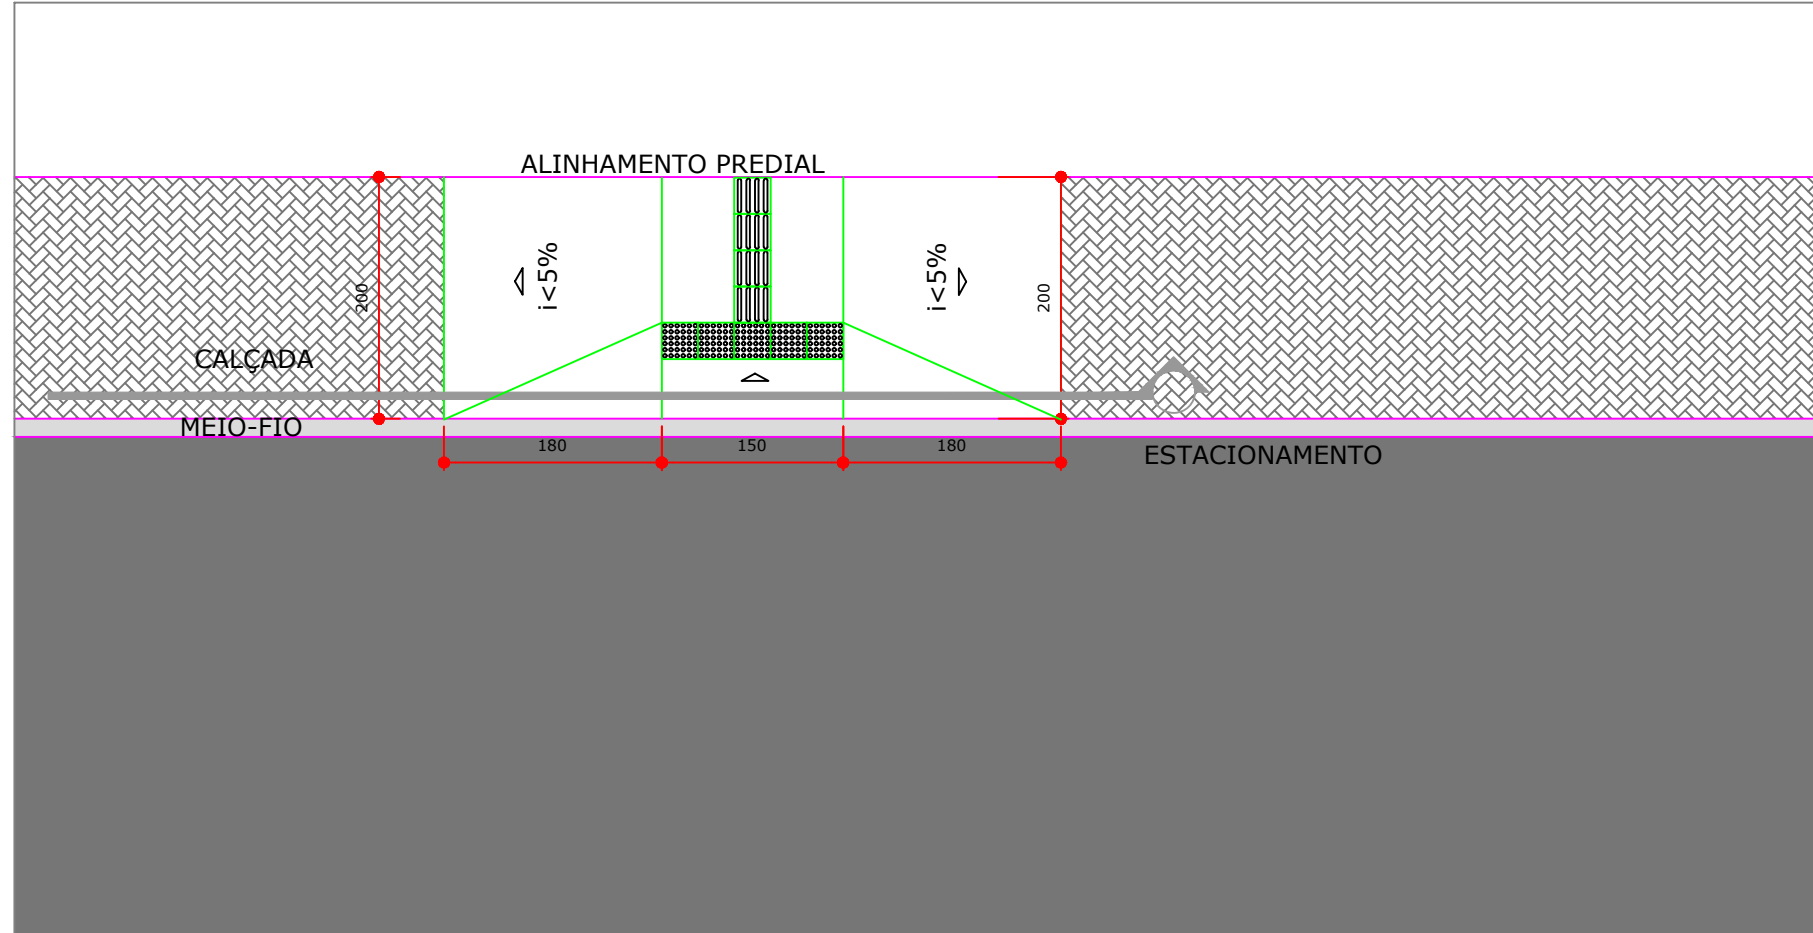 ALINHAMENTO PREDIAL
i<5%
i<5%
200
200
CALÇADA
MEIO-FIO
180
150
180
ESTACIONAMENTO